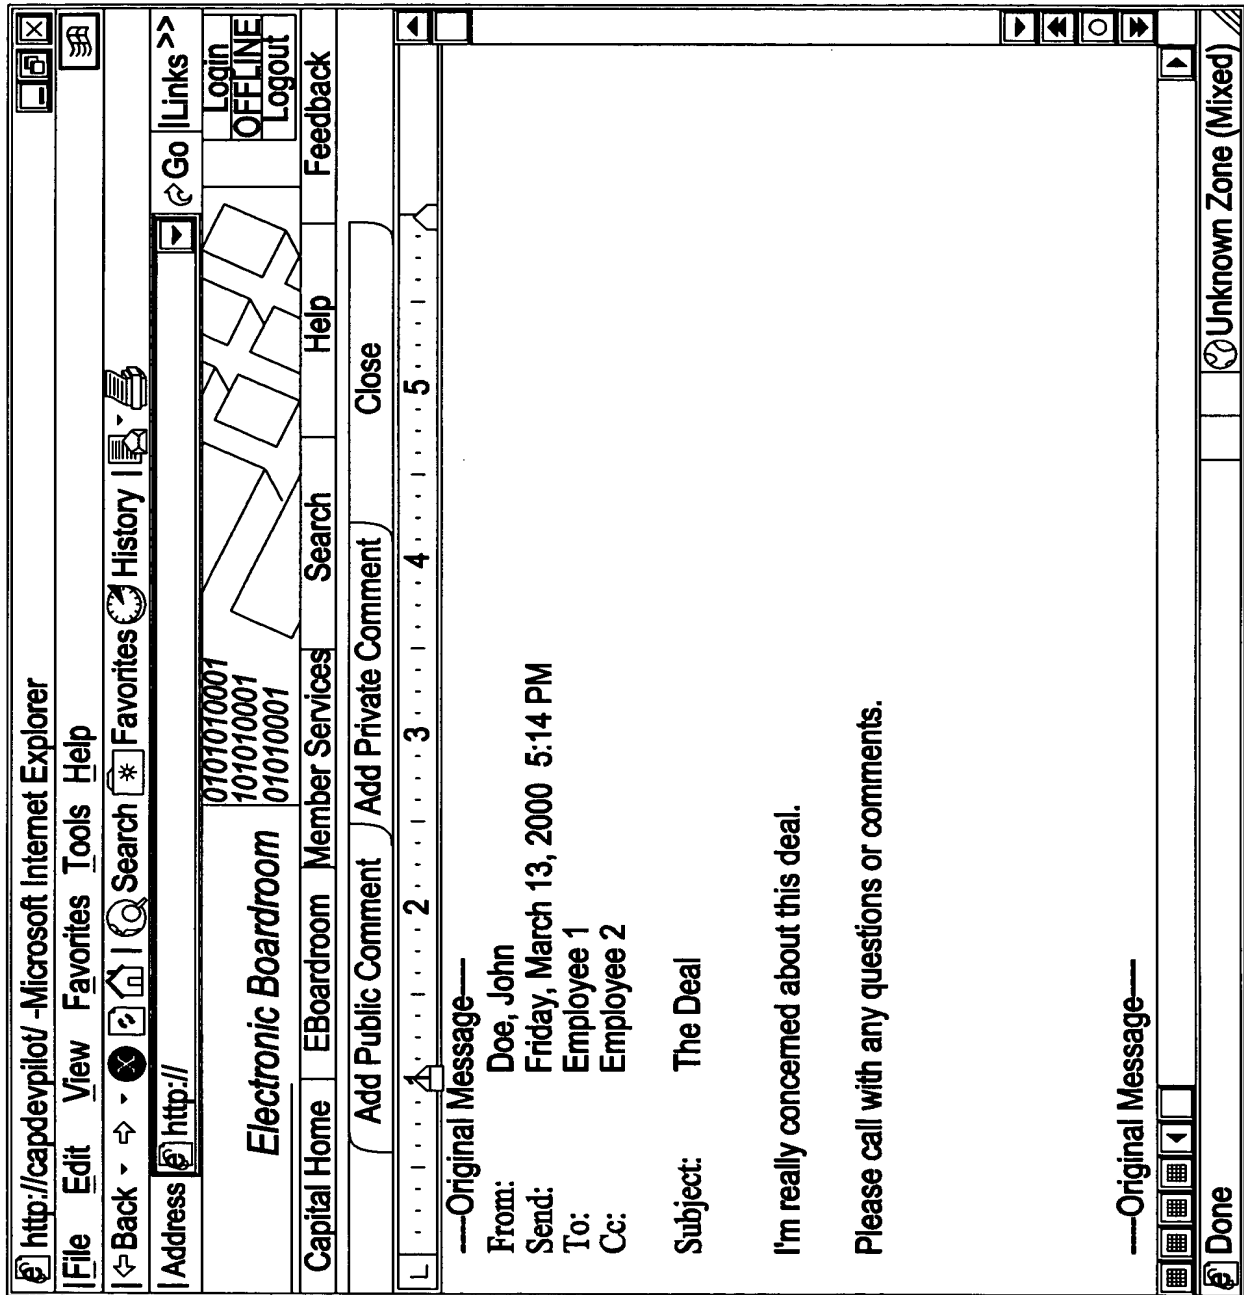 http://capdevpilot/ -Microsoft Internet Explorer
File Edit View Favorites Tools Help
Back Search Favorites History
Address http:// Go Links >>
Electronic Boardroom
0101010001
101010001
01010001
Login
OFFLINE
Logout
Capital Home EBoardroom Member Services Search Help Feedback
Add Public Comment Add Private Comment Close
L 1 2 3 4 5
----Original Message----
From: Doe, John
Send: Friday, March 13, 2000 5:14 PM
To: Employee 1
Cc: Employee 2
Subject: The Deal
I'm really concerned about this deal.
Please call with any questions or comments.
----Original Message----
Done Unknown Zone (Mixed)